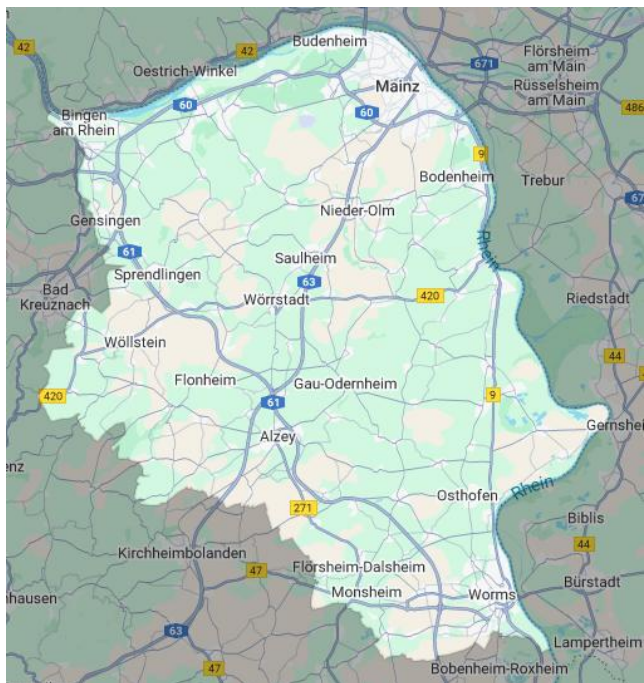 42
42
Budenheim
Oestrich-Winkel
671
Flörsheim
am Main
Mainz
Rüsselsheim
am Main
60
60
486
Bingen
am Rhein
9
Bodenheim
Trebur
67
Nieder-Olm
Gensingen
Rhein
61
Saulheim
Sprendlingen
63
Bad
Kreuznach
Wörrstadt
420
Riedstadt
Wöllstein
44
Flonheim
Gau-Odernheim
420
61
9
Gernshe
Alzey
enz
Osthofen
Rhein
271
Biblis
Kirchheimbolanden
44
Flörsheim-Dalsheim
47
Bürstadt
nhausen
Monsheim
Worms
63
Lampertheim
47
Bobenheim-Roxheim